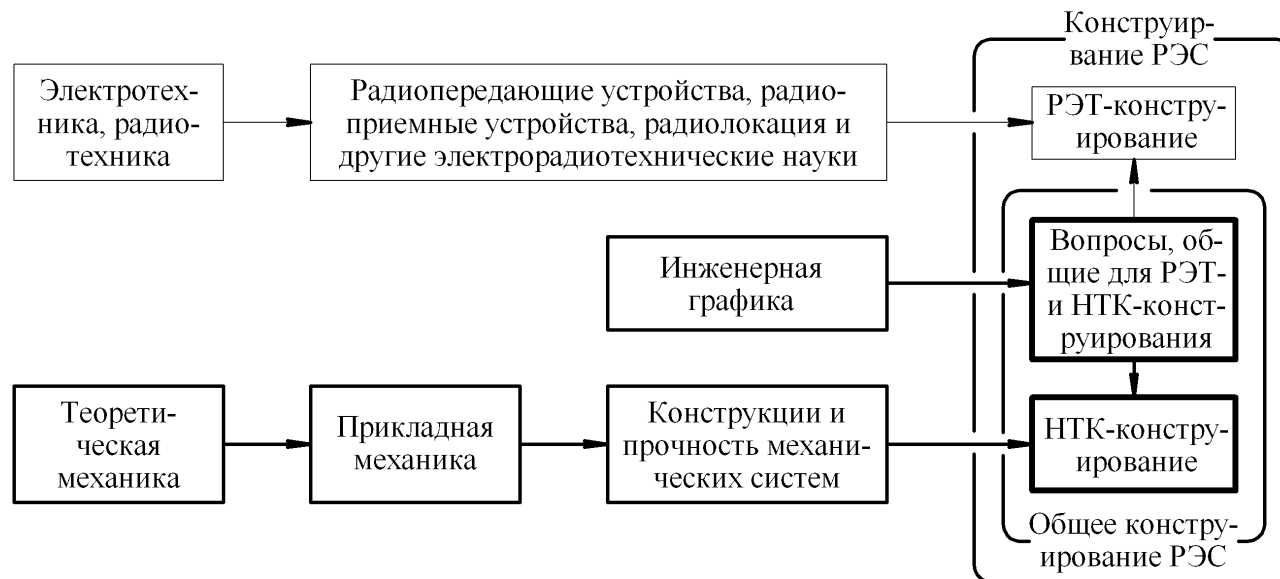 Конструир-
вание РЭС
Электротех-
ника, радио-
техника
Радиопередающие устройства, радио-
приемные устройства, радиолокация и
другие электрорадиотехнические науки
РЭТ-констру-
ирование
Инженерная
графика
Вопросы, об-
щие для РЭТ-
и НТК-конст-
руирования
Теорети-
ческая
механика
Прикладная
механика
Конструкции и
прочность механи-
ческих систем
НТК-констру-
ирование
Общее констру-
ирование РЭС